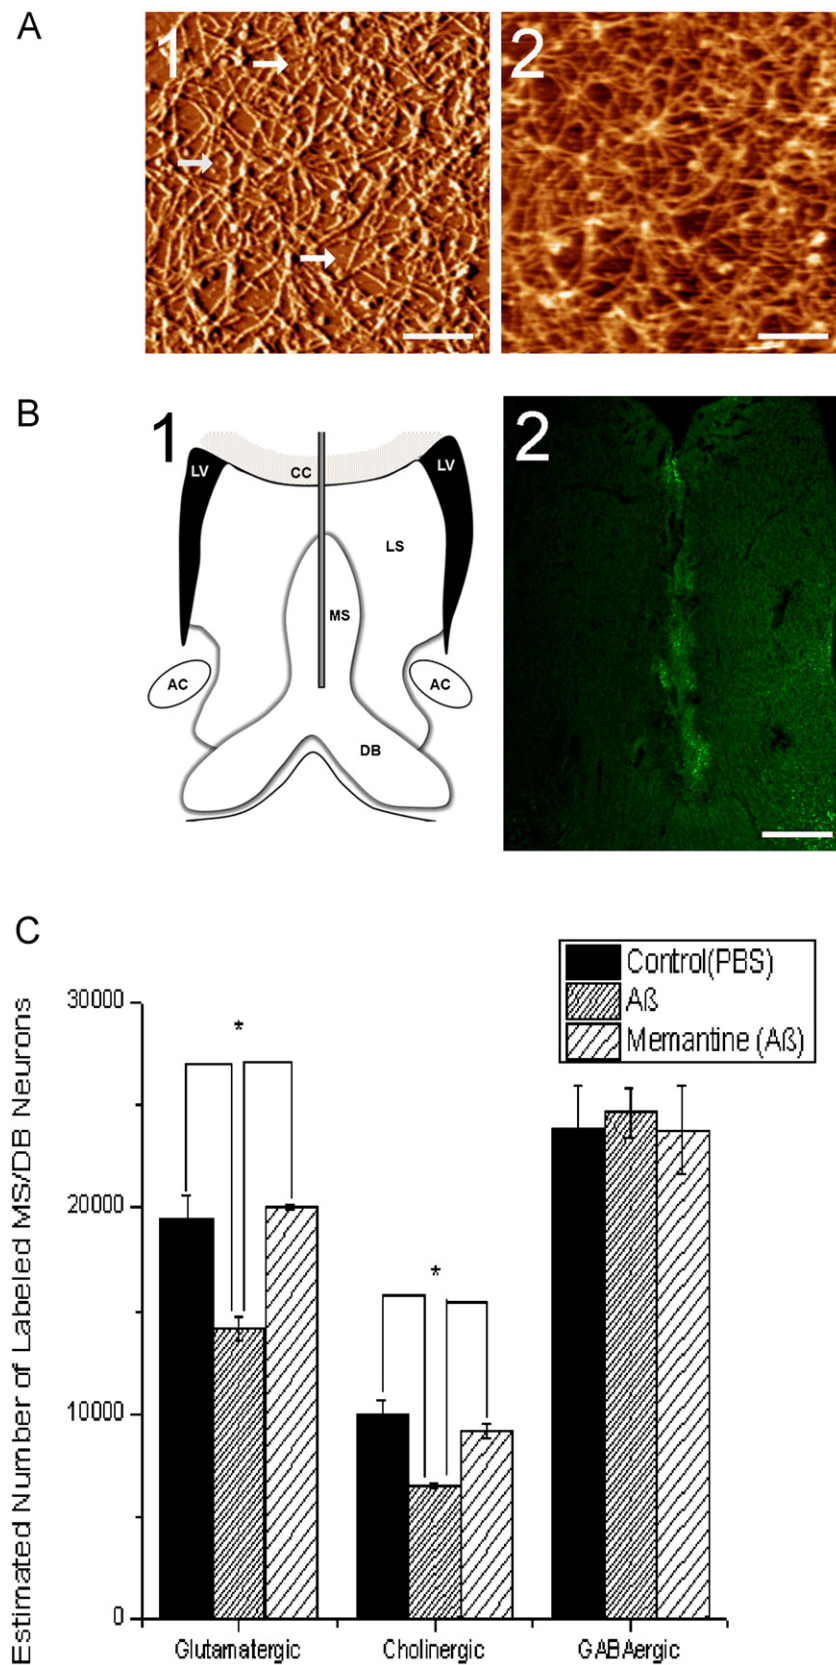 A
1
2
B
1
2
LV
CC
LV
LS
MS
AC
AC
DB
C
Control(PBS)
Aß
Memantine (Aß)
Estimated Number of Labeled MS/DB Neurons
30000
20000
10000
0
*
*
Glutamatergic
Cholinergic
GABAergic